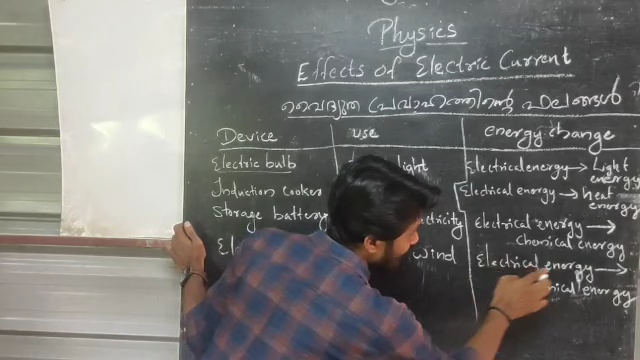 Physics
Effects of Electric Current
വൈദ്യുത പ്രവാഹത്തിന്റെ ഫലങ്ങൾ
Device use energy change
Electric bulb light Electrical energy → Light energy
Induction cooker Electrical energy → heat energy
Storage battery Electrical energy → chemical energy
El wind Electrical energy →
energy